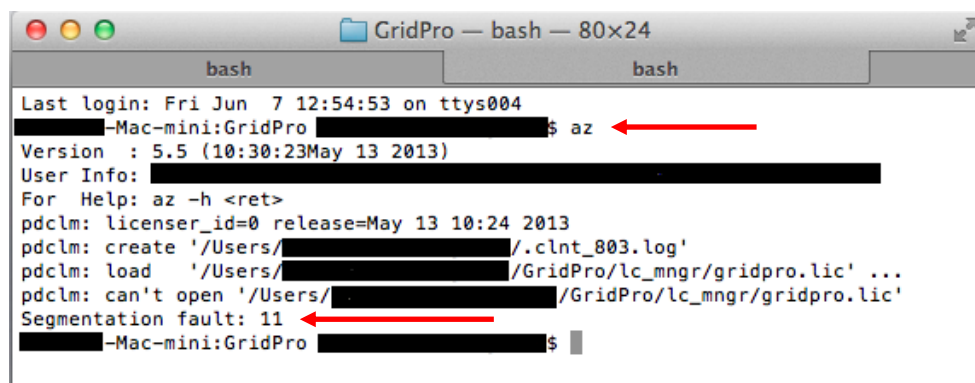 GridPro — bash — 80×24
bash bash
Last login: Fri Jun  7 12:54:53 on ttys004
-Mac-mini:GridPro $ az
Version  : 5.5 (10:30:23May 13 2013)
User Info:
For  Help: az -h <ret>
pdclm: licenser_id=0 release=May 13 10:24 2013
pdclm: create '/Users/ /.clnt_803.log'
pdclm: load   '/Users/ /GridPro/lc_mngr/gridpro.lic' ...
pdclm: can't open '/Users/ /GridPro/lc_mngr/gridpro.lic'
Segmentation fault: 11
-Mac-mini:GridPro $